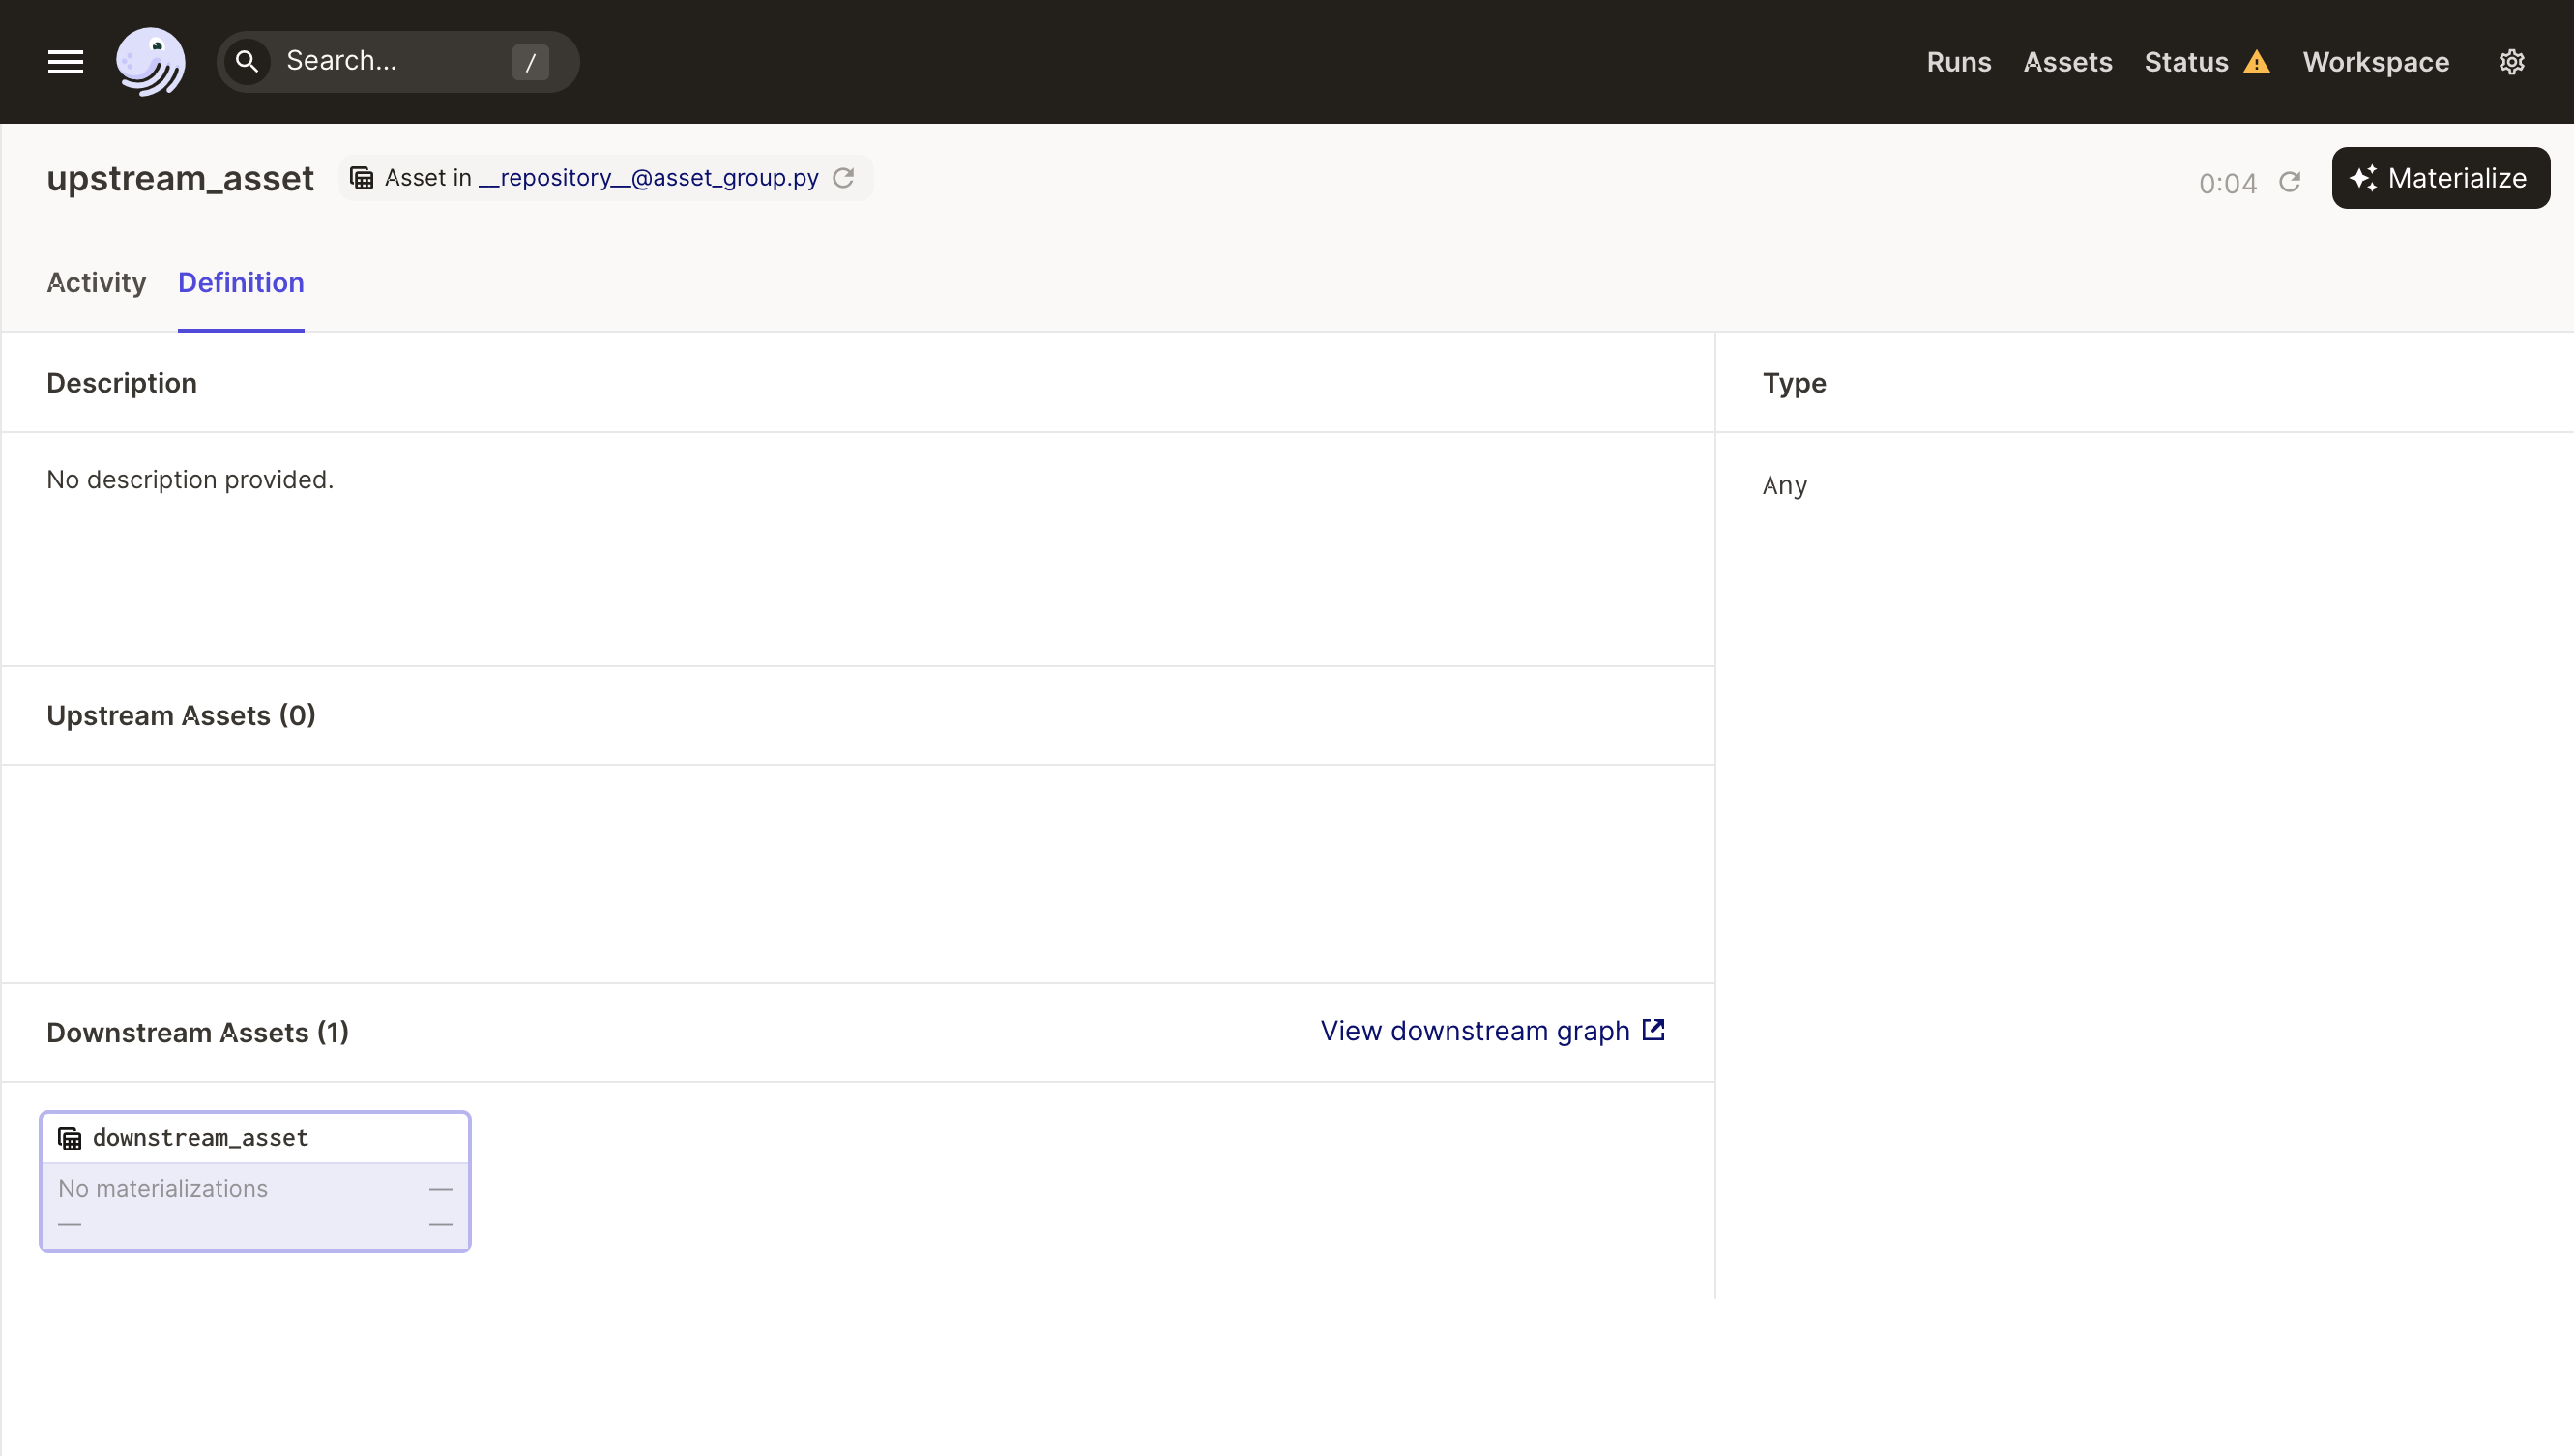 Search... /
Runs Assets Status Workspace
upstream_asset Asset in __repository__@asset_group.py 0:04 Materialize
Activity Definition
Description Type
No description provided. Any
Upstream Assets (0)
Downstream Assets (1) View downstream graph
downstream_asset
No materializations —
— —